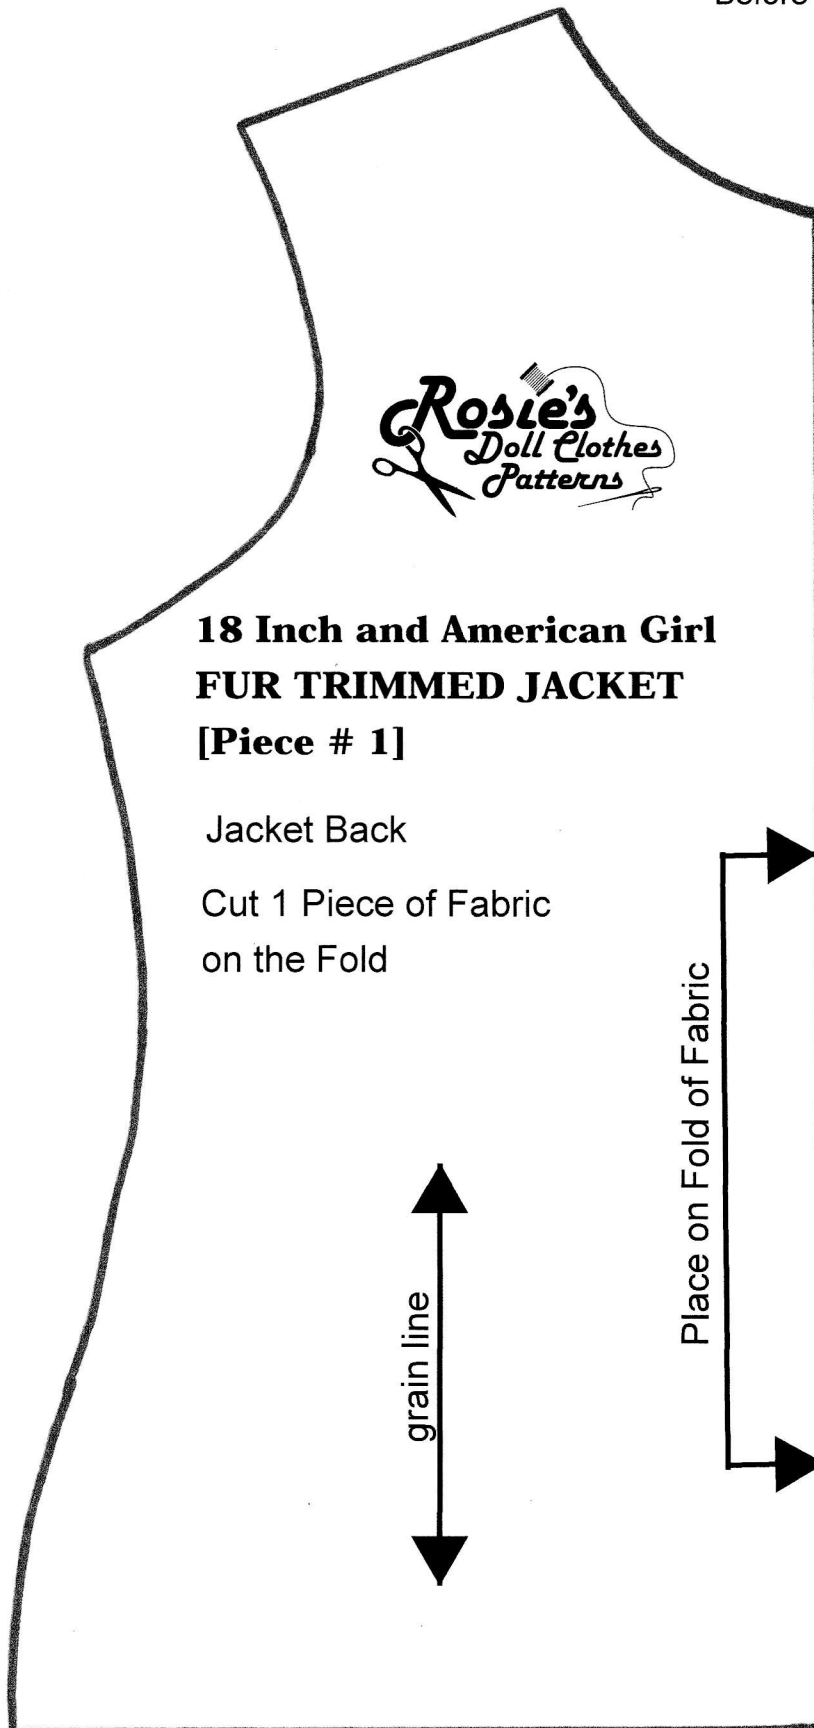 Rosie's
Doll Clothes
Patterns
18 Inch and American Girl
FUR TRIMMED JACKET
[Piece # 1]
Jacket Back
Cut 1 Piece of Fabric
on the Fold
Place on Fold of Fabric
grain line